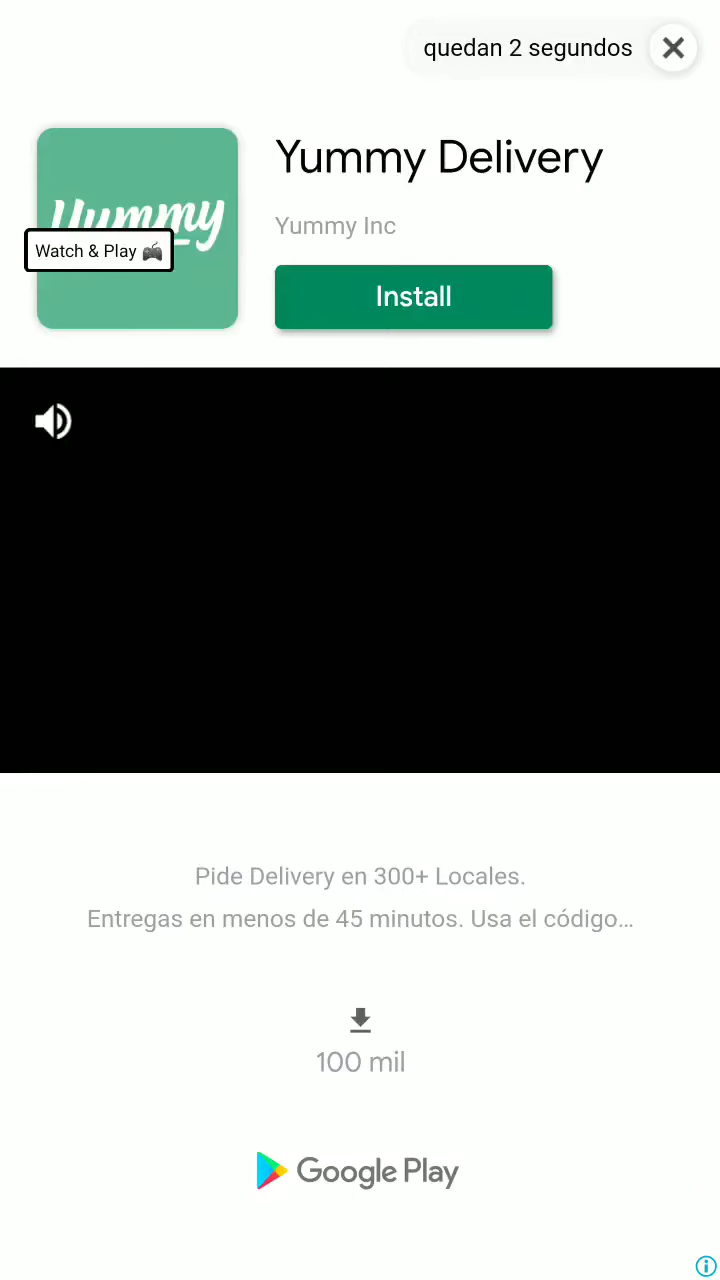 quedan 2 segundos
Yummy Delivery
Yummy
Yummy Inc
Watch & Play 🎮
Install
Pide Delivery en 300+ Locales.
Entregas en menos de 45 minutos. Usa el código…
100 mil
Google Play